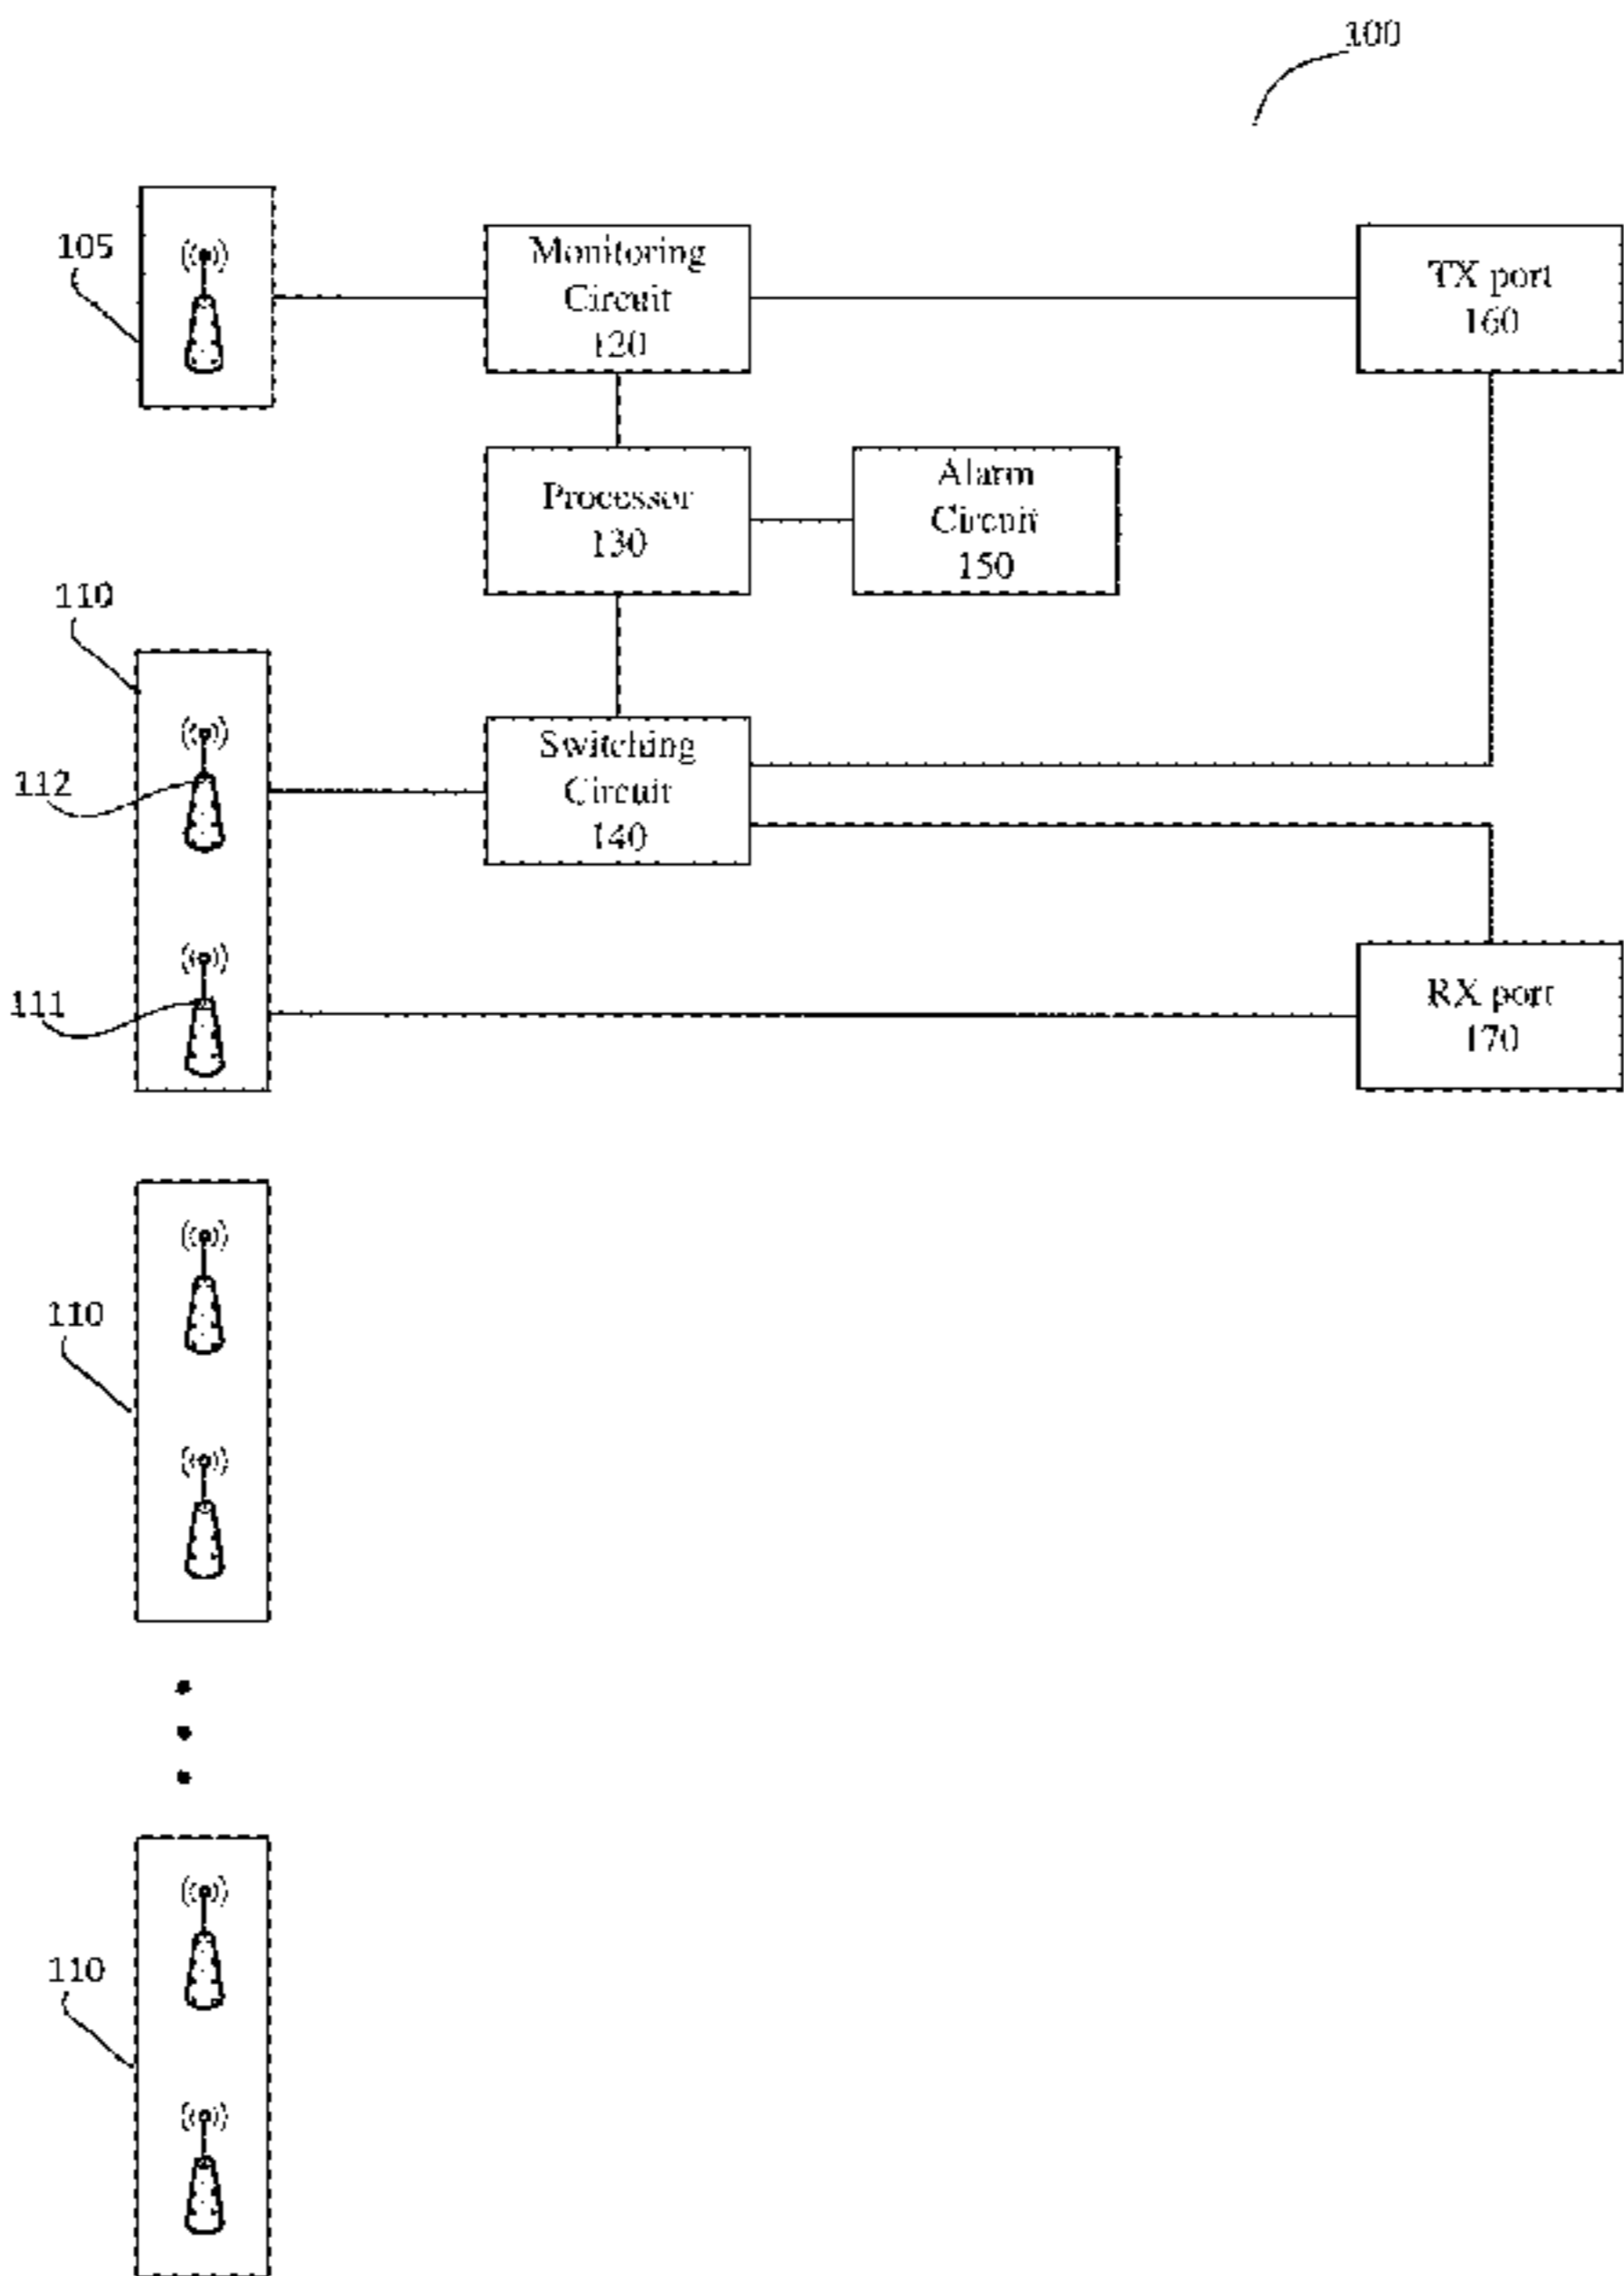 100
105
Monitoring
Circuit
120
TX port
160
Processor
130
Alarm
Circuit
150
110
112
Switching
Circuit
140
111
RX port
170
110
110